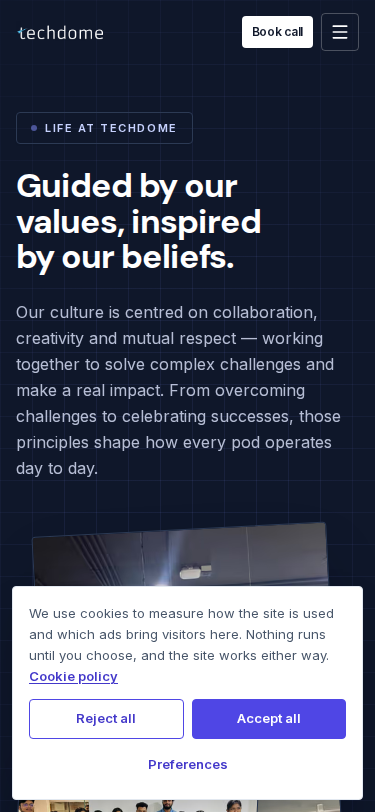 techdome
Book call
LIFE AT TECHDOME
Guided by our
values, inspired
by our beliefs.
Our culture is centred on collaboration,
creativity and mutual respect — working
together to solve complex challenges and
make a real impact. From overcoming
challenges to celebrating successes, those
principles shape how every pod operates
day to day.
We use cookies to measure how the site is used
and which ads bring visitors here. Nothing runs
until you choose, and the site works either way.
Cookie policy
Reject all
Accept all
Preferences